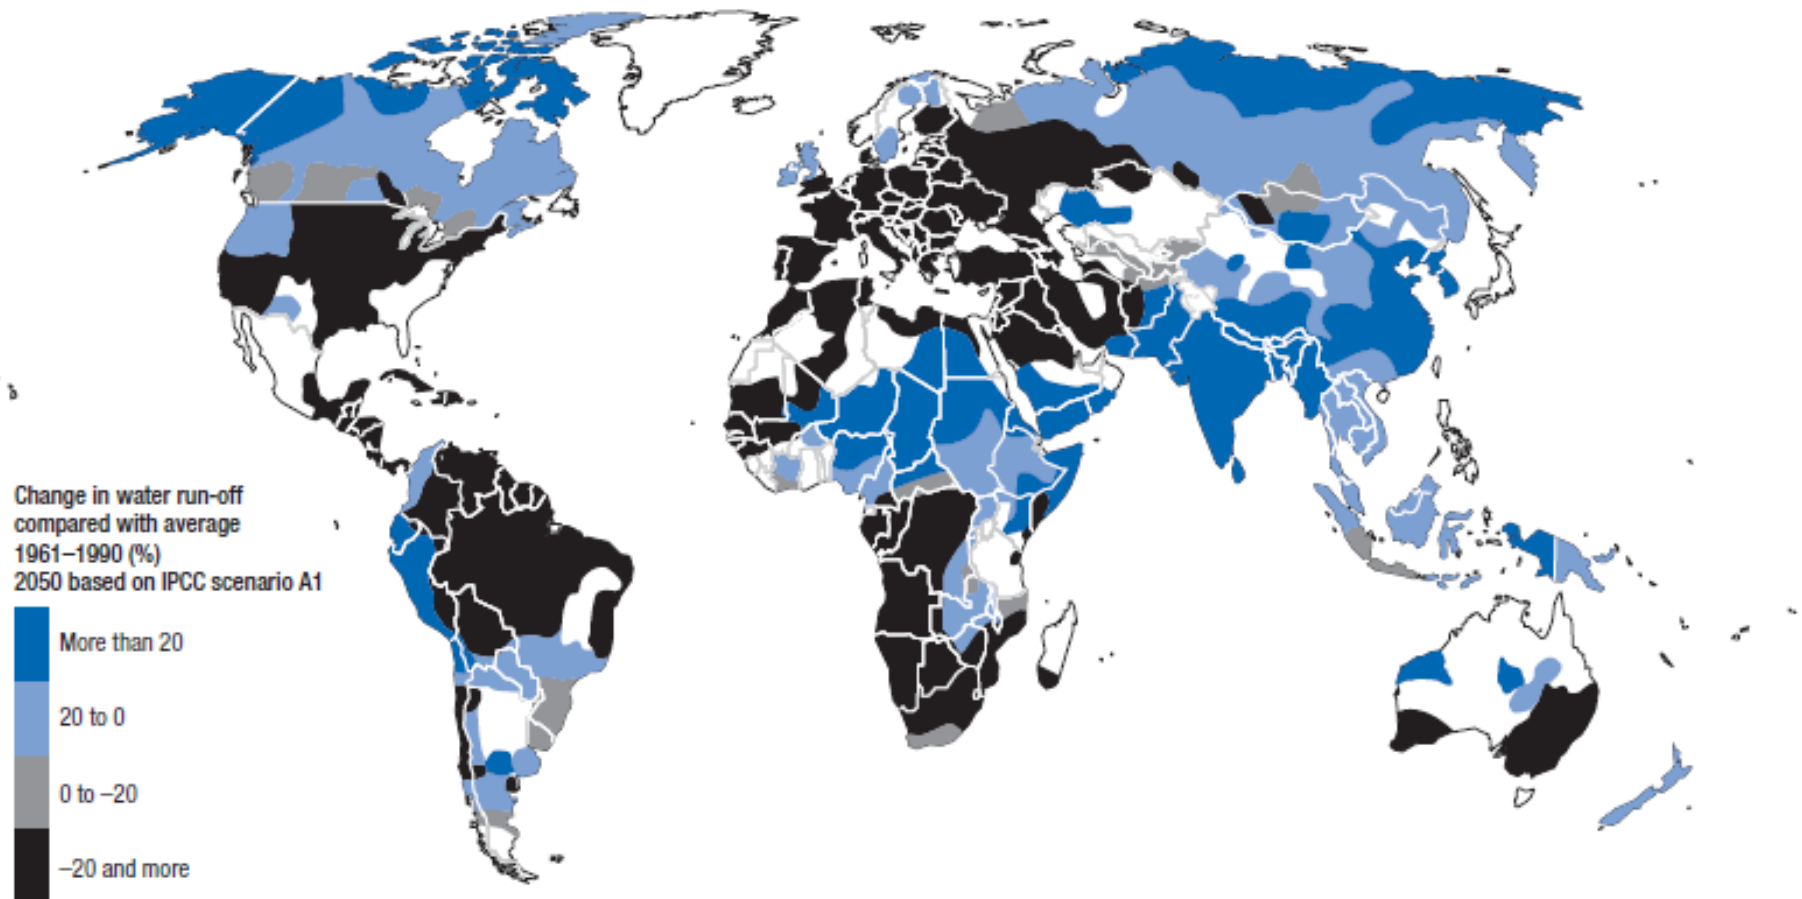 Change in water run-off
compared with average
1961–1990 (%)
2050 based on IPCC scenario A1
More than 20
20 to 0
0 to –20
–20 and more